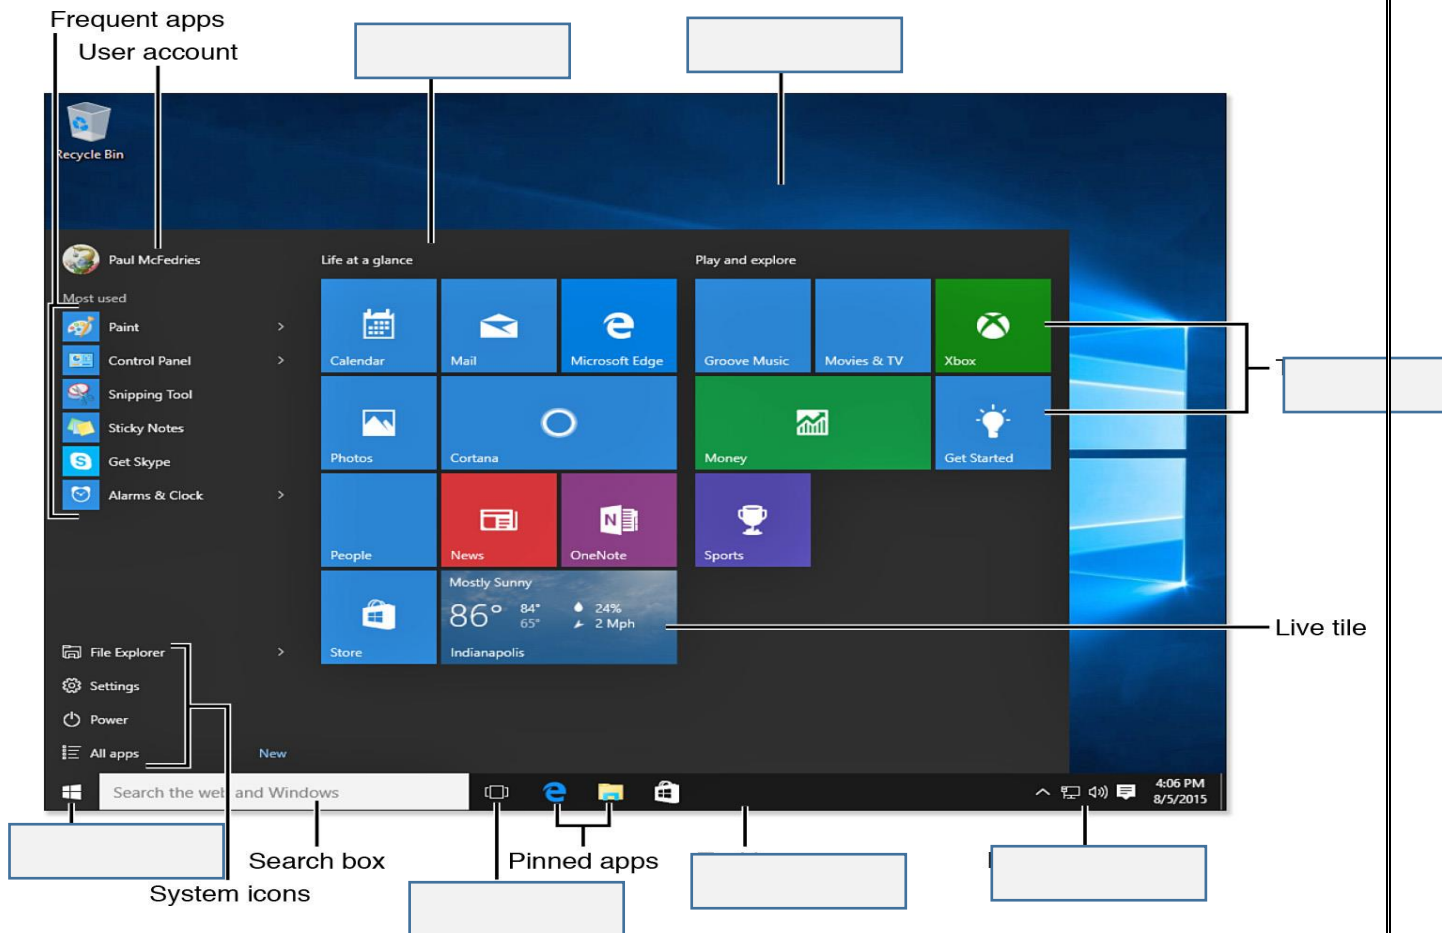 Frequent apps
User account
Recycle Bin
Paul McFedries
Life at a glance
Play and explore
Most used
Paint
Control Panel
Snipping Tool
Sticky Notes
Get Skype
Alarms & Clock
Calendar
Mail
Microsoft Edge
Groove Music
Movies & TV
Xbox
Photos
Cortana
Money
Get Started
People
News
OneNote
Sports
Mostly Sunny
86° 84° 24%
65° 2 Mph
Store
Indianapolis
Live tile
File Explorer
Settings
Power
All apps
New
Search the web and Windows
4:06 PM
8/5/2015
Search box
Pinned apps
System icons